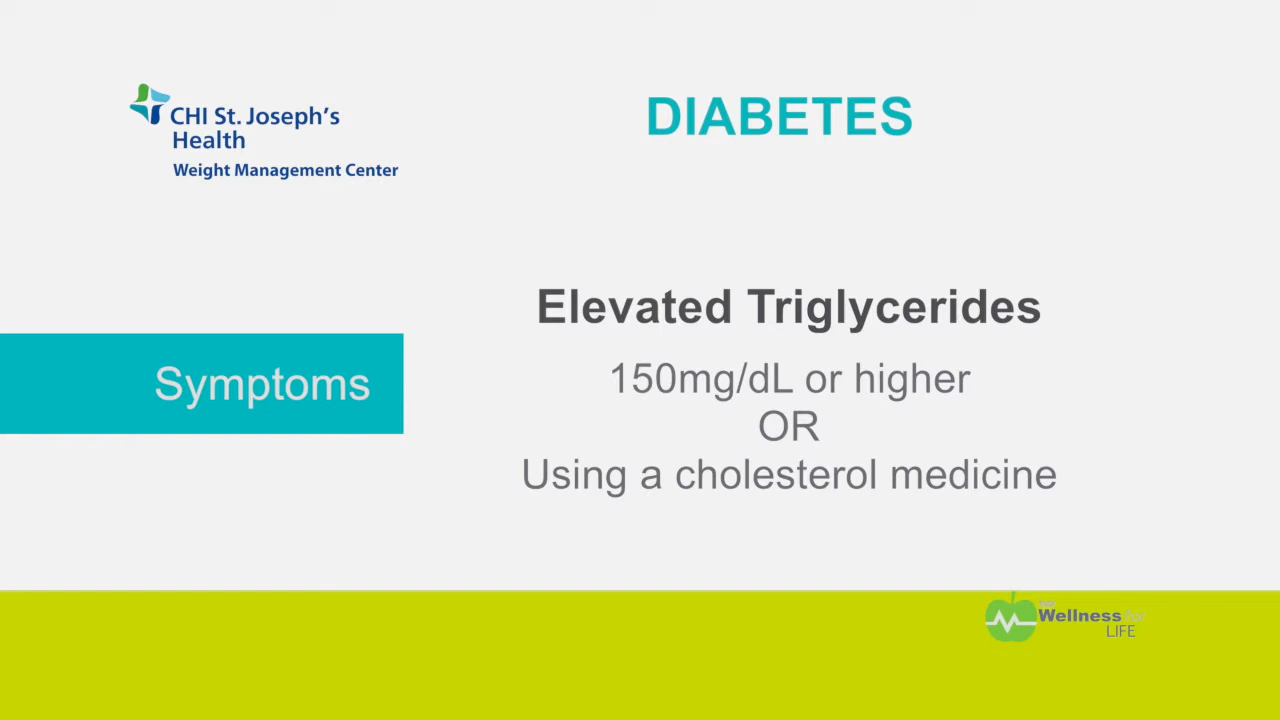 CHI St. Joseph's
Health
Weight Management Center
DIABETES
Symptoms
Elevated Triglycerides
150mg/dL or higher
OR
Using a cholesterol medicine
Wellness for
LIFE